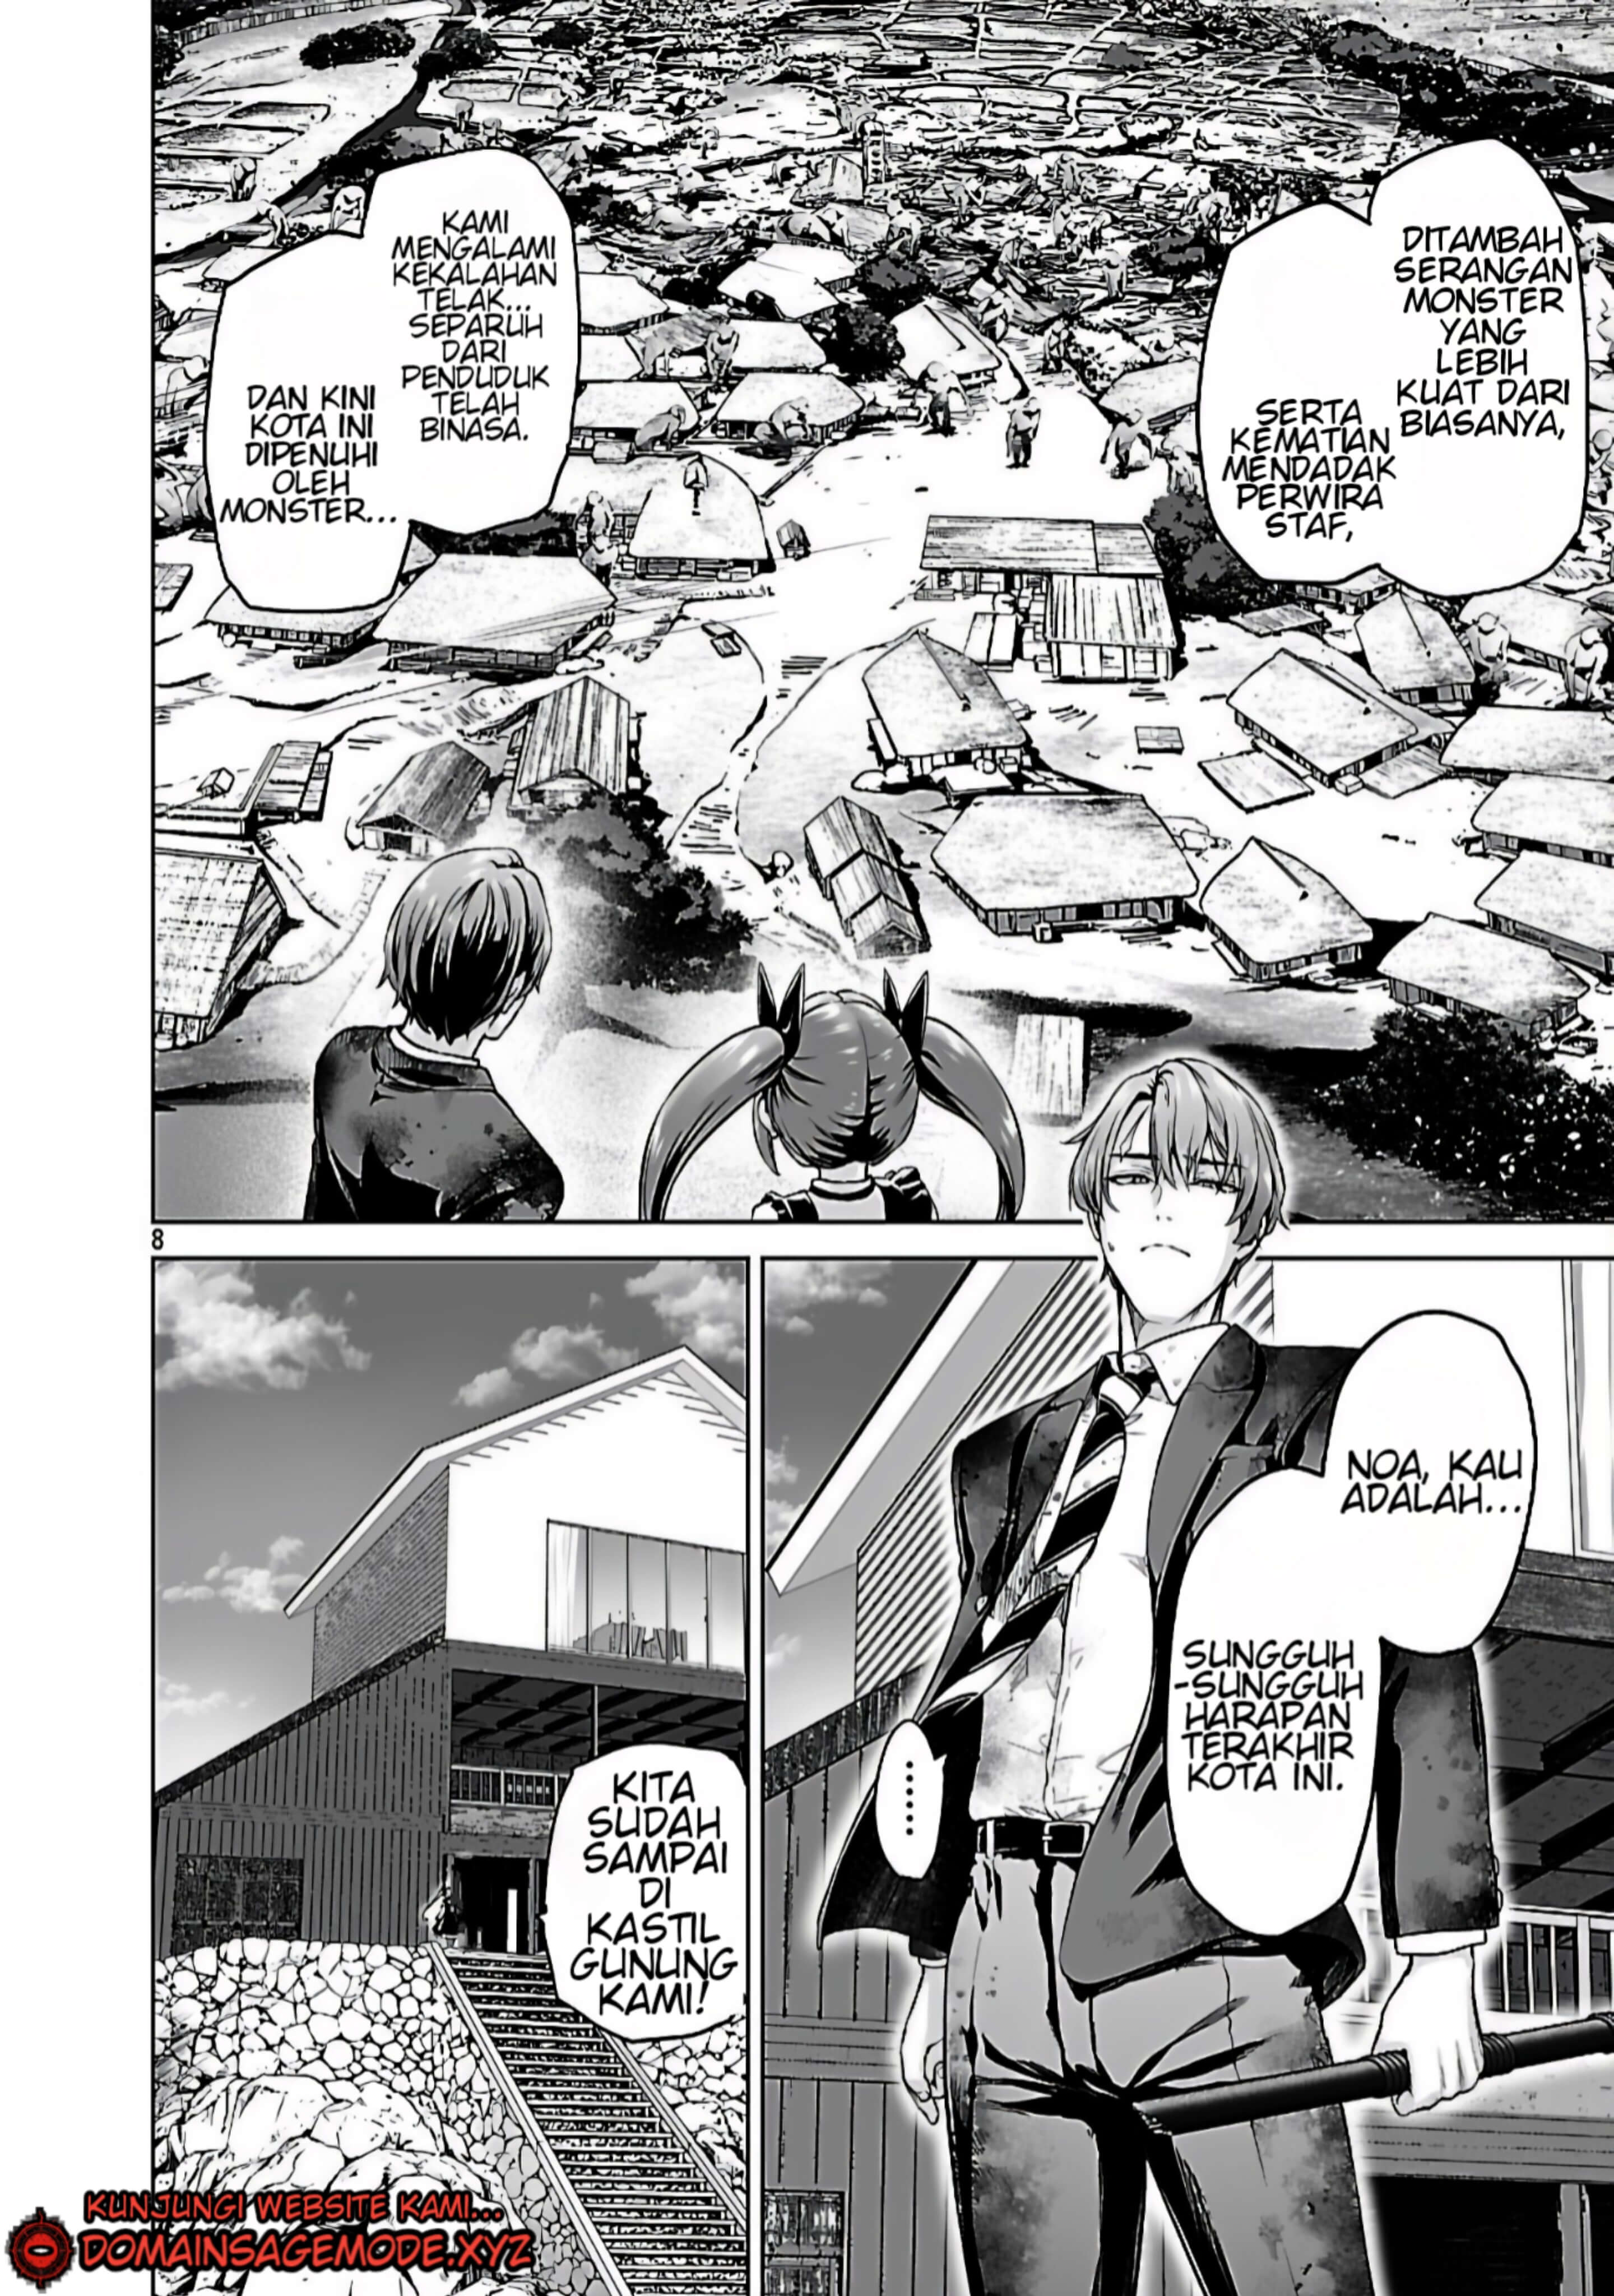 DITAMBAH
SERANGAN
MONSTER
YANG
LEBIH
KUAT DARI
BIASANYA,
SERTA
KEMATIAN
MENDADAK
PERWIRA
STAF,
KAMI
MENGALAMI
KEKALAHAN
TELAK...
SEPARUH
DARI
PENDUDUK
TELAH
BINASA.
DAN KINI
KOTA INI
DIPENUHI
OLEH
MONSTER...
8
NOA, KAU
ADALAH...
SUNGGUH
-SUNGGUH
HARAPAN
TERAKHIR
KOTA INI.
......
KITA
SUDAH
SAMPAI
DI
KASTIL
GUNUNG
KAMI!
KUNJUNGI WEBSITE KAMI...
DOMAINSAGEMODE.XYZ